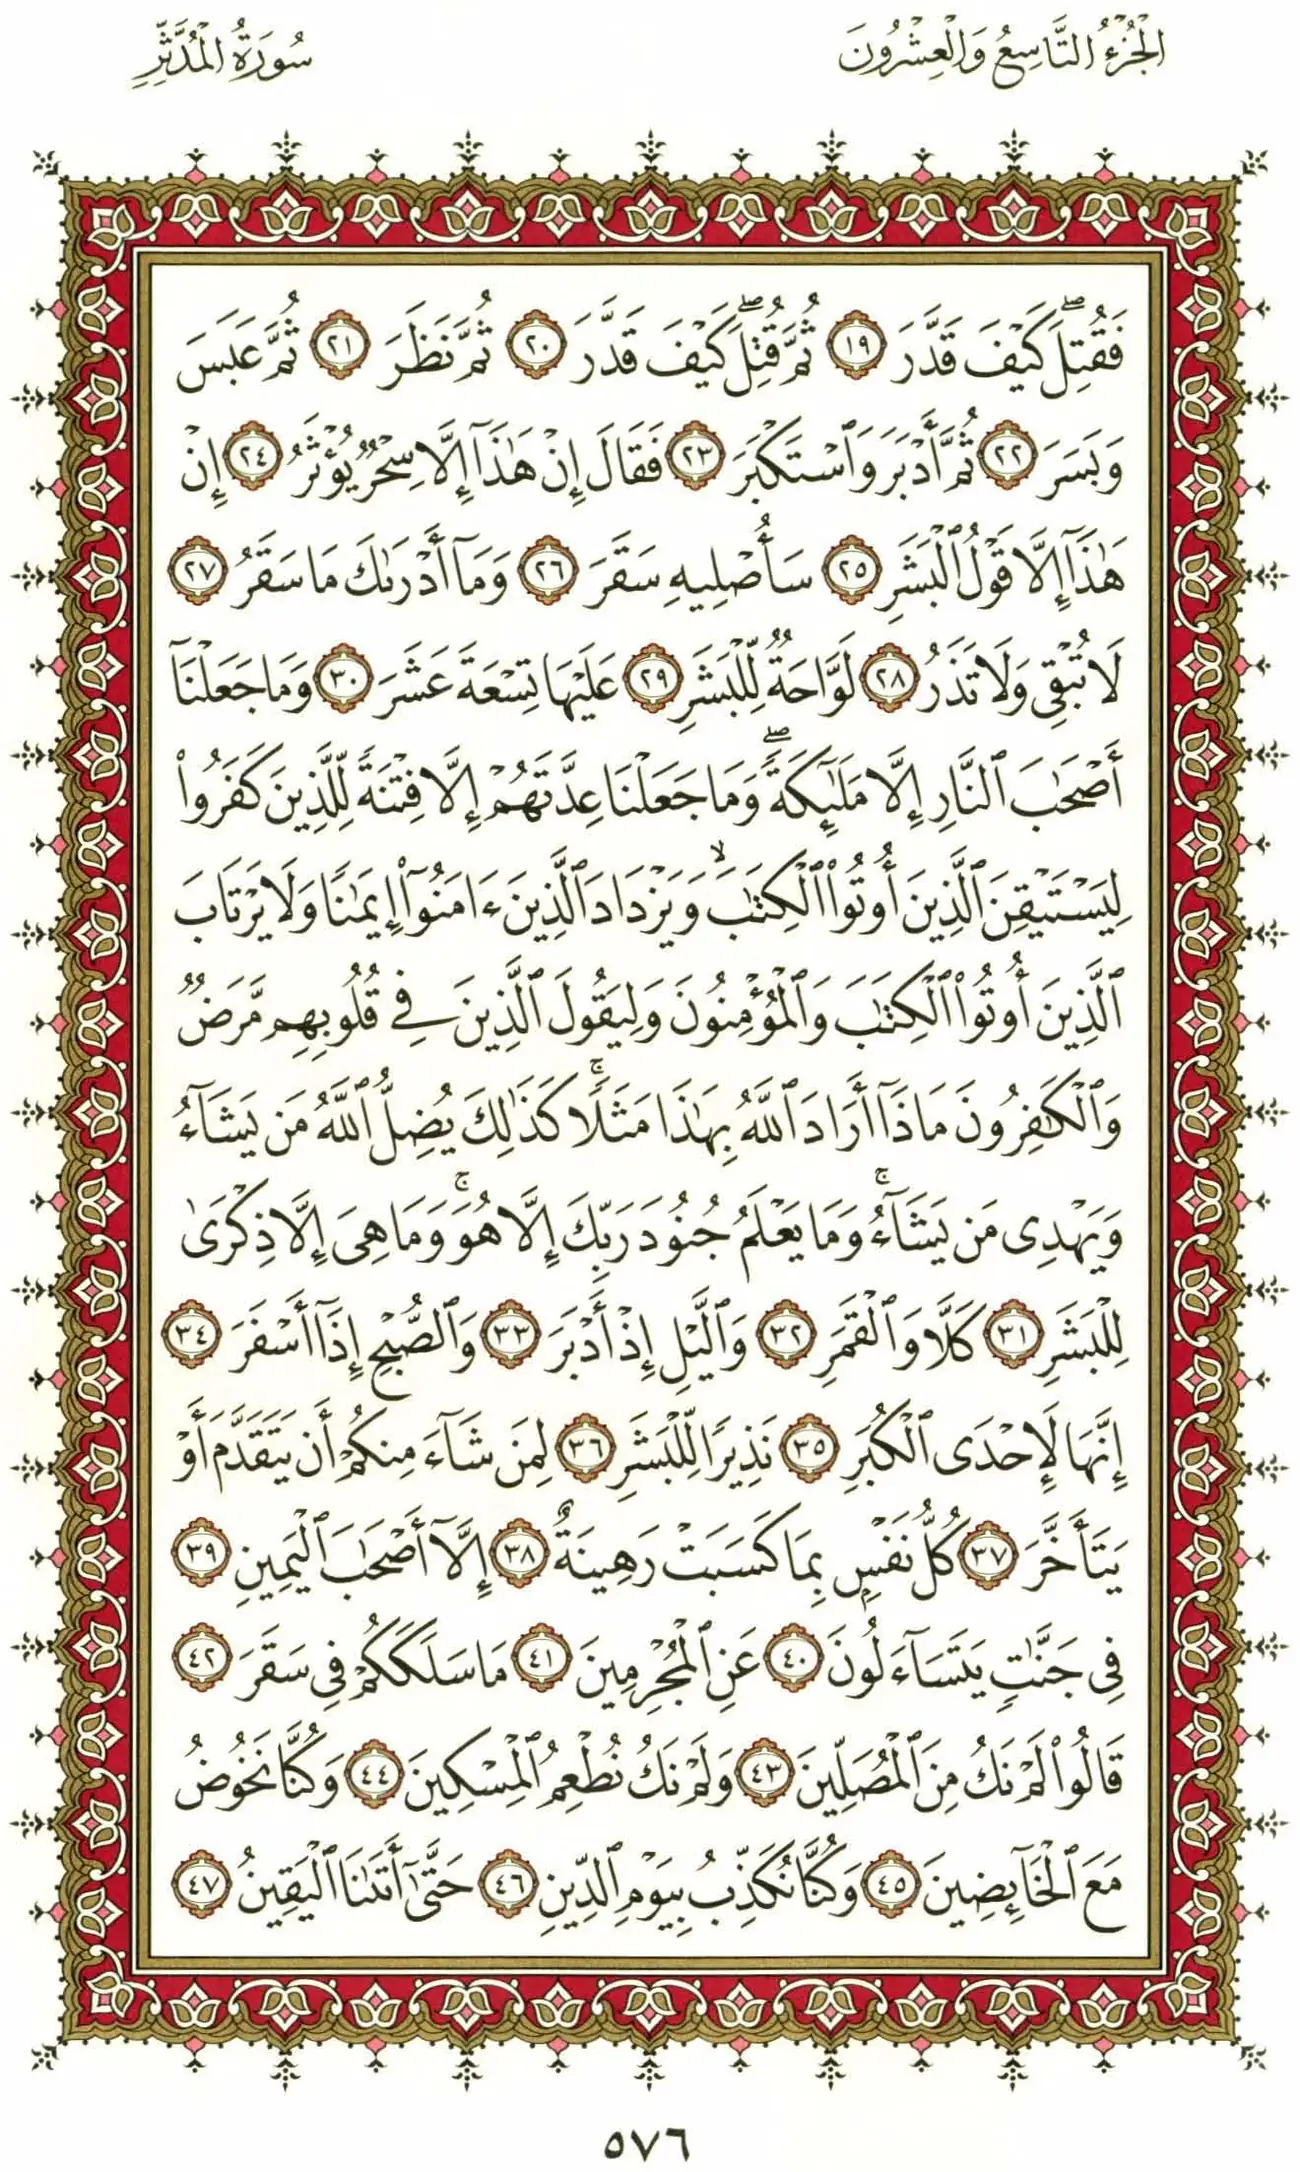 الجُزْءُ التَّاسِعُ وَالْعِشْرُونَ
سُورَةُ المُدَّثِّرِ
فَقُتِلَ كَيْفَ قَدَّرَ ١٩ ثُمَّ قُتِلَ كَيْفَ قَدَّرَ ٢٠ ثُمَّ نَظَرَ ٢١ ثُمَّ عَبَسَ
وَبَسَرَ ٢٢ ثُمَّ أَدْبَرَ وَٱسْتَكْبَرَ ٢٣ فَقَالَ إِنْ هَٰذَآ إِلَّا سِحْرٌ يُؤْثَرُ ٢٤ إِنْ
هَٰذَآ إِلَّا قَوْلُ ٱلْبَشَرِ ٢٥ سَأُصْلِيهِ سَقَرَ ٢٦ وَمَآ أَدْرَىٰكَ مَا سَقَرُ ٢٧
لَا تُبْقِى وَلَا تَذَرُ ٢٨ لَوَّاحَةٌ لِّلْبَشَرِ ٢٩ عَلَيْهَا تِسْعَةَ عَشَرَ ٣٠ وَمَا جَعَلْنَآ
أَصْحَٰبَ ٱلنَّارِ إِلَّا مَلَٰٓئِكَةًۖ وَمَا جَعَلْنَا عِدَّتَهُمْ إِلَّا فِتْنَةً لِّلَّذِينَ كَفَرُوا۟
لِيَسْتَيْقِنَ ٱلَّذِينَ أُوتُوا۟ ٱلْكِتَٰبَۙ وَيَزْدَادَ ٱلَّذِينَ ءَامَنُوٓا۟ إِيمَٰنًا وَلَا يَرْتَابَ
ٱلَّذِينَ أُوتُوا۟ ٱلْكِتَٰبَ وَٱلْمُؤْمِنُونَ وَلِيَقُولَ ٱلَّذِينَ فِى قُلُوبِهِم مَّرَضٌ
وَٱلْكَٰفِرُونَ مَاذَآ أَرَادَ ٱللَّهُ بِهَٰذَا مَثَلًاۚ كَذَٰلِكَ يُضِلُّ ٱللَّهُ مَن يَشَآءُ
وَيَهْدِى مَن يَشَآءُۚ وَمَا يَعْلَمُ جُنُودَ رَبِّكَ إِلَّا هُوَۚ وَمَا هِىَ إِلَّا ذِكْرَىٰ
لِلْبَشَرِ ٣١ كَلَّا وَٱلْقَمَرِ ٣٢ وَٱلَّيْلِ إِذْ أَدْبَرَ ٣٣ وَٱلصُّبْحِ إِذَآ أَسْفَرَ ٣٤
إِنَّهَا لَإِحْدَى ٱلْكُبَرِ ٣٥ نَذِيرًا لِّلْبَشَرِ ٣٦ لِمَن شَآءَ مِنكُمْ أَن يَتَقَدَّمَ أَوْ
يَتَأَخَّرَ ٣٧ كُلُّ نَفْسٍۭ بِمَا كَسَبَتْ رَهِينَةٌ ٣٨ إِلَّآ أَصْحَٰبَ ٱلْيَمِينِ ٣٩
فِى جَنَّٰتٍ يَتَسَآءَلُونَ ٤٠ عَنِ ٱلْمُجْرِمِينَ ٤١ مَا سَلَكَكُمْ فِى سَقَرَ ٤٢
قَالُوا۟ لَمْ نَكُ مِنَ ٱلْمُصَلِّينَ ٤٣ وَلَمْ نَكُ نُطْعِمُ ٱلْمِسْكِينَ ٤٤ وَكُنَّا نَخُوضُ
مَعَ ٱلْخَآئِضِينَ ٤٥ وَكُنَّا نُكَذِّبُ بِيَوْمِ ٱلدِّينِ ٤٦ حَتَّىٰٓ أَتَىٰنَا ٱلْيَقِينُ ٤٧
٥٧٦